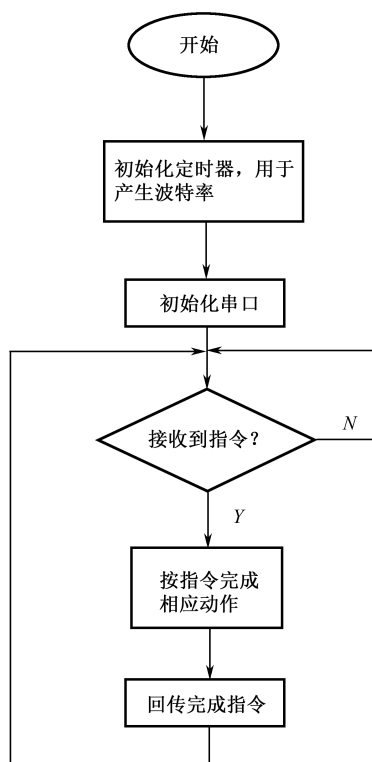 开始
初始化定时器，用于
产生波特率
初始化串口
接收到指令？
N
Y
按指令完成
相应动作
回传完成指令